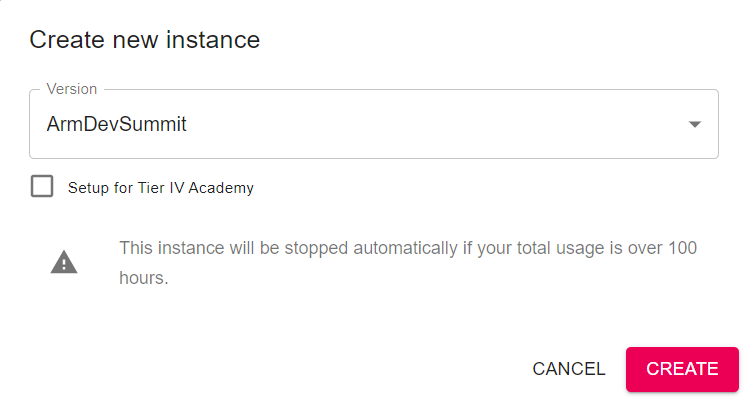 Create new instance
Version
ArmDevSummit
Setup for Tier IV Academy
This instance will be stopped automatically if your total usage is over 100
hours.
CANCEL
CREATE